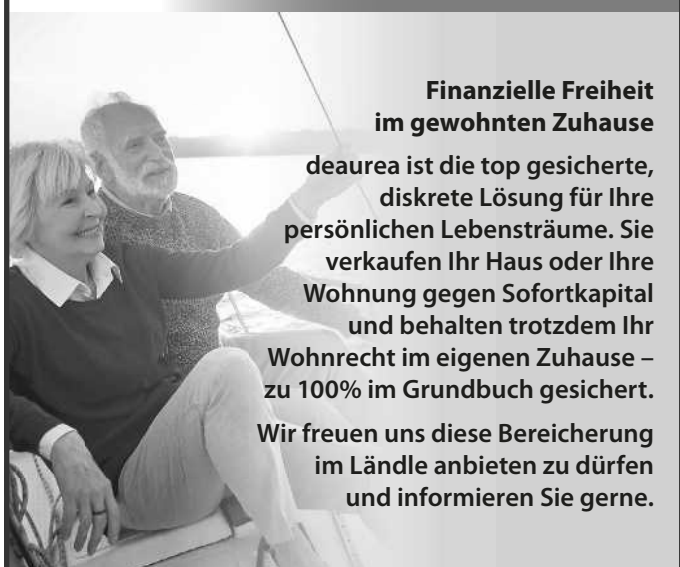 Finanzielle Freiheit
im gewohnten Zuhause
deaurea ist die top gesicherte,
diskrete Lösung für Ihre
persönlichen Lebensträume. Sie
verkaufen Ihr Haus oder Ihre
Wohnung gegen Sofortkapital
und behalten trotzdem Ihr
Wohnrecht im eigenen Zuhause –
zu 100% im Grundbuch gesichert.
Wir freuen uns diese Bereicherung
im Ländle anbieten zu dürfen
und informieren Sie gerne.